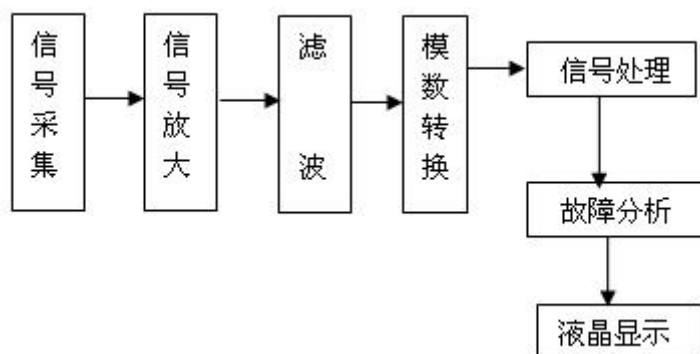 信号采集
信号放大
滤波
模数转换
信号处理
故障分析
液晶显示